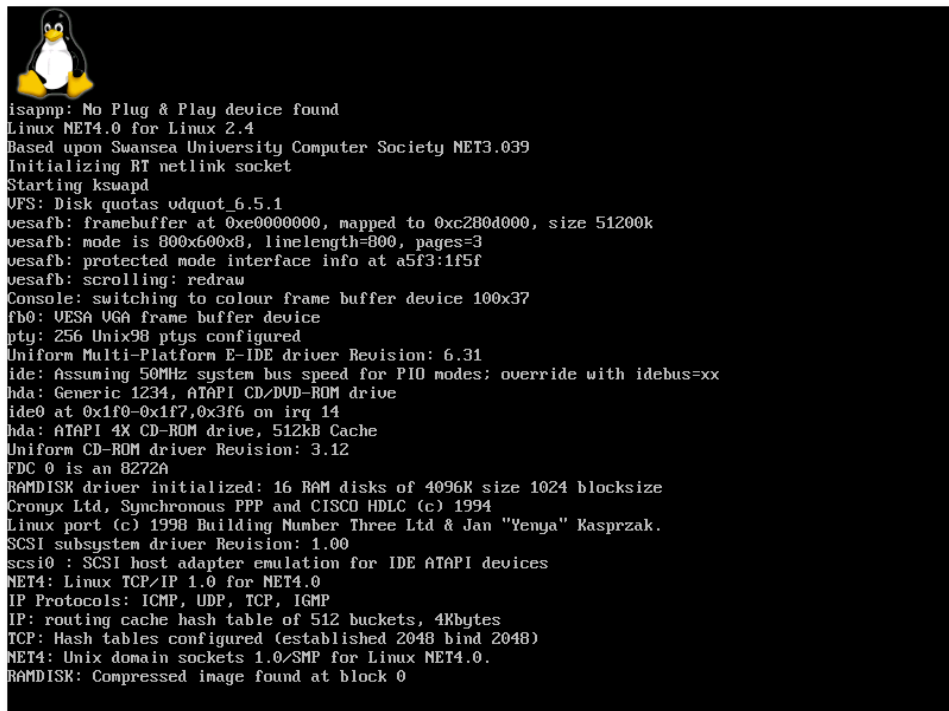 isapnp: No Plug & Play device found
Linux NET4.0 for Linux 2.4
Based upon Swansea University Computer Society NET3.039
Initializing RT netlink socket
Starting kswapd
VFS: Disk quotas vdquot_6.5.1
vesafb: framebuffer at 0xe0000000, mapped to 0xc280d000, size 51200k
vesafb: mode is 800x600x8, linelength=800, pages=3
vesafb: protected mode interface info at a5f3:1f5f
vesafb: scrolling: redraw
Console: switching to colour frame buffer device 100x37
fb0: VESA VGA frame buffer device
pty: 256 Unix98 ptys configured
Uniform Multi-Platform E-IDE driver Revision: 6.31
ide: Assuming 50MHz system bus speed for PIO modes; override with idebus=xx
hda: Generic 1234, ATAPI CD/DVD-ROM drive
ide0 at 0x1f0-0x1f7,0x3f6 on irq 14
hda: ATAPI 4X CD-ROM drive, 512kB Cache
Uniform CD-ROM driver Revision: 3.12
FDC 0 is an 8272A
RAMDISK driver initialized: 16 RAM disks of 4096K size 1024 blocksize
Cronyx Ltd, Synchronous PPP and CISCO HDLC (c) 1994
Linux port (c) 1998 Building Number Three Ltd & Jan "Yenya" Kasprzak.
SCSI subsystem driver Revision: 1.00
scsi0 : SCSI host adapter emulation for IDE ATAPI devices
NET4: Linux TCP/IP 1.0 for NET4.0
IP Protocols: ICMP, UDP, TCP, IGMP
IP: routing cache hash table of 512 buckets, 4Kbytes
TCP: Hash tables configured (established 2048 bind 2048)
NET4: Unix domain sockets 1.0/SMP for Linux NET4.0.
RAMDISK: Compressed image found at block 0